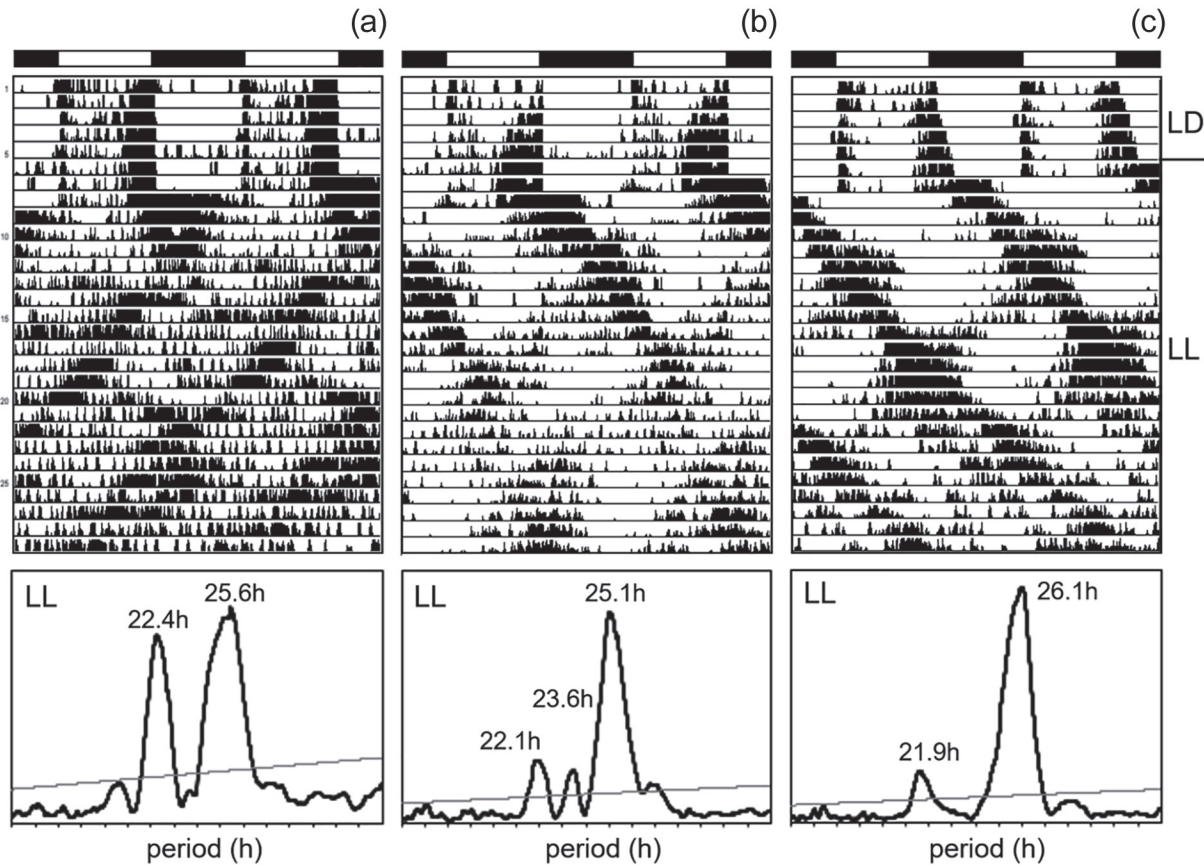 (a) (b) (c)
1
5
10
15
20
25
LD
LL
LL 22.4h 25.6h
LL 22.1h 23.6h 25.1h
21.9h 26.1h
LL
period (h) period (h) period (h)